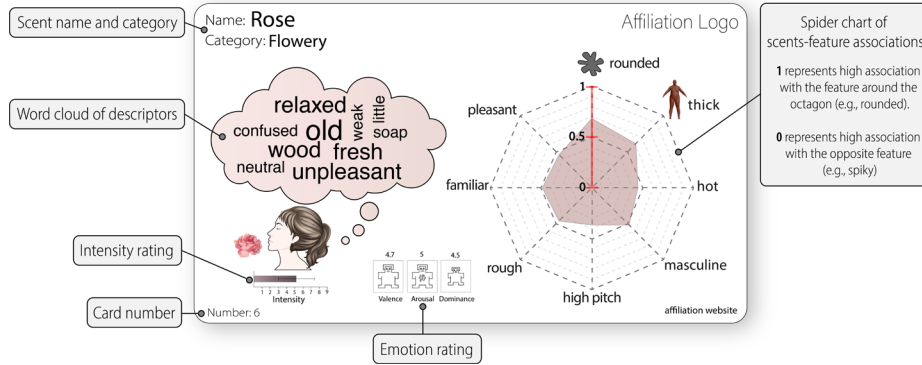 Scent name and category
Name: Rose
Category: Flowery
Affiliation Logo
Spider chart of
scents-feature associations
1 represents high association
with the feature around the
octagon (e.g., rounded).
0 represents high association
with the opposite feature
(e.g., spiky)
Word cloud of descriptors
relaxed
weak
little
confused
old
soap
wood
fresh
neutral
unpleasant
rounded
1
thick
pleasant
0.5
familiar
0
hot
rough
masculine
high pitch
Intensity rating
1 2 3 4 5 6 7 8 9
Intensity
4.7 5 4.5
Valence Arousal Dominance
Card number
Number: 6
affiliation website
Emotion rating